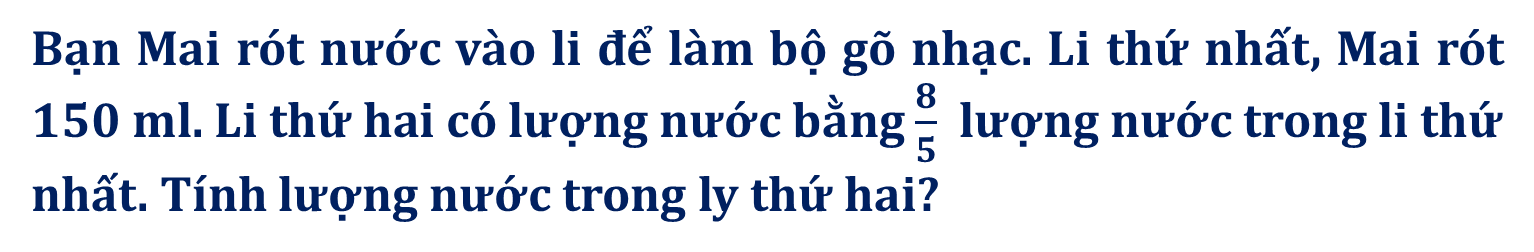 Bạn Mai rót nước vào li để làm bộ gõ nhạc. Li thứ nhất, Mai rót
150 ml. Li thứ hai có lượng nước bằng 8/5 lượng nước trong li thứ
nhất. Tính lượng nước trong ly thứ hai?